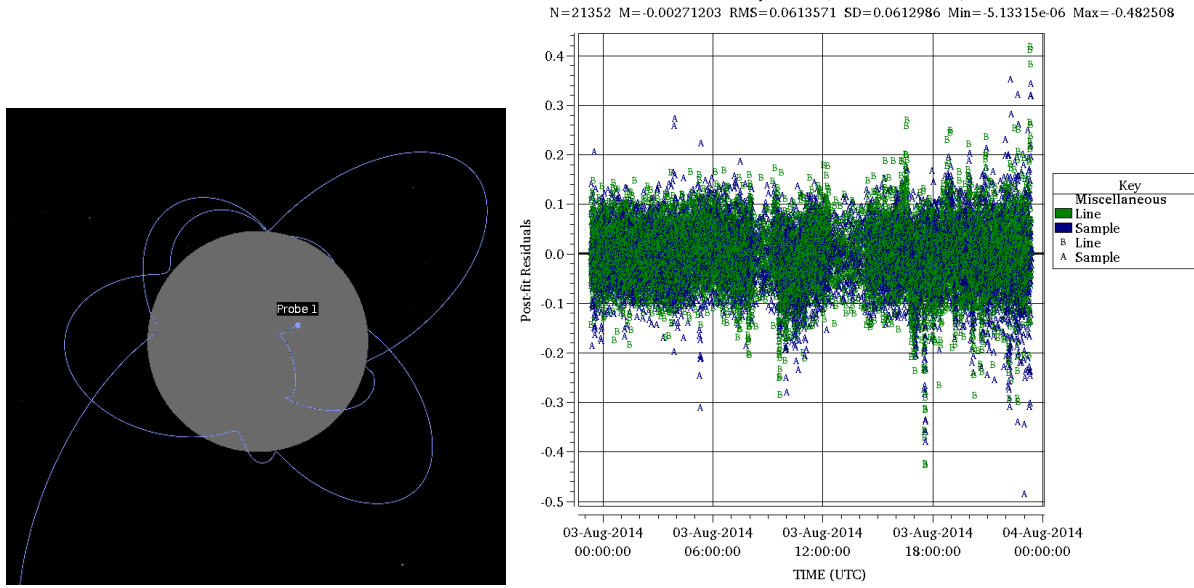 N=21352 M=-0.00271203 RMS=0.0613571 SD=0.0612986 Min=-5.13315e-06 Max=-0.482508
Probe 1
Post-fit Residuals
0.4
0.3
0.2
0.1
0.0
-0.1
-0.2
-0.3
-0.4
-0.5
03-Aug-2014 03-Aug-2014 03-Aug-2014 03-Aug-2014 04-Aug-2014
00:00:00 06:00:00 12:00:00 18:00:00 00:00:00
TIME (UTC)
Key
Miscellaneous
Line
Sample
B Line
A Sample